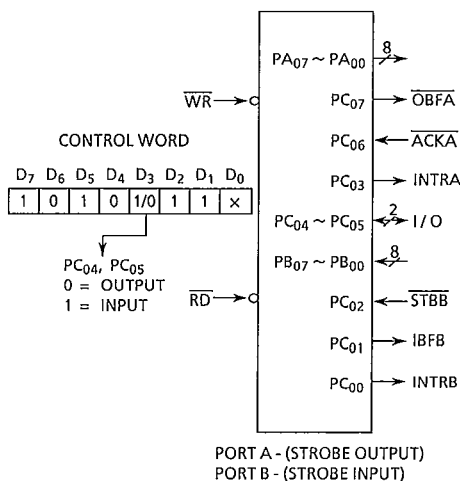 PA07 ~ PA00 8
WR
PC07 OBFA
PC06 ACKA
CONTROL WORD
PC03 INTRA
D7 D6 D5 D4 D3 D2 D1 D0
1 0 1 0 1/0 1 1 ×
PC04 ~ PC05 2 I/O
PB07 ~ PB00 8
PC04, PC05
0 = OUTPUT
1 = INPUT
RD
PC02 STBB
PC01 IBFB
PC00 INTRB
PORT A - (STROBE OUTPUT)
PORT B - (STROBE INPUT)